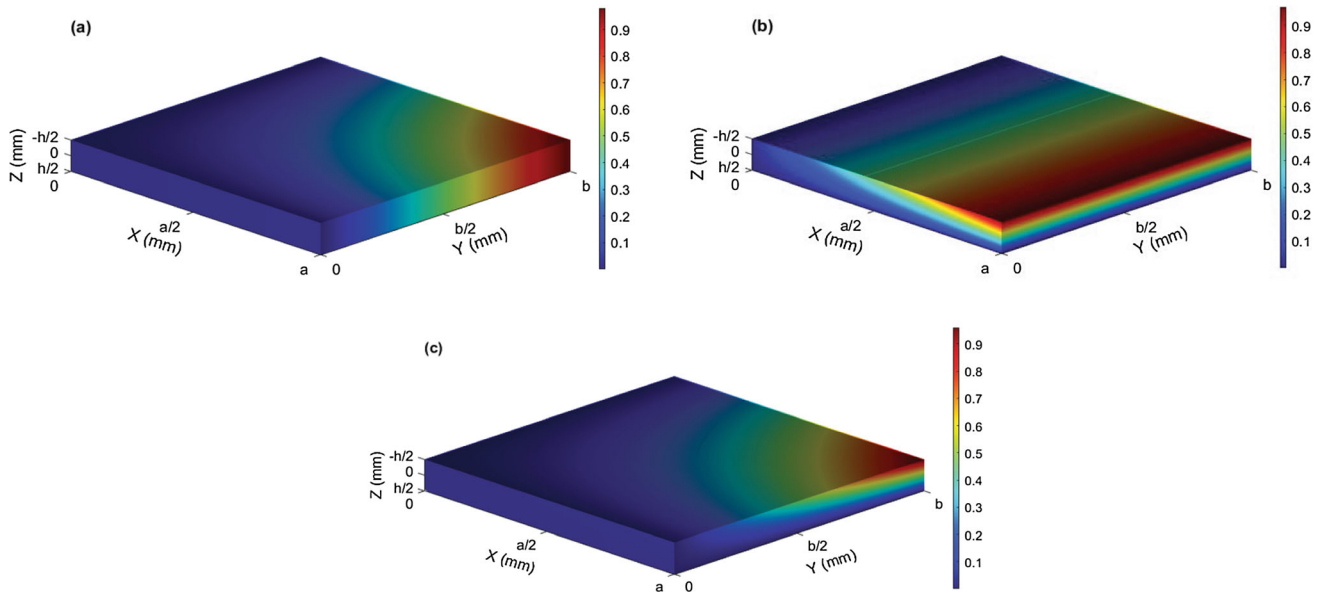 (a)
-h/2
0
h/2
0
Z (mm)
a/2
X (mm)
a
0
b/2
Y (mm)
b
0.9
0.8
0.7
0.6
0.5
0.4
0.3
0.2
0.1
(b)
-h/2
0
h/2
0
Z (mm)
a/2
X (mm)
a
0
b/2
Y (mm)
b
0.9
0.8
0.7
0.6
0.5
0.4
0.3
0.2
0.1
(c)
-h/2
0
h/2
0
Z (mm)
a/2
X (mm)
a
0
b/2
Y (mm)
b
0.9
0.8
0.7
0.6
0.5
0.4
0.3
0.2
0.1